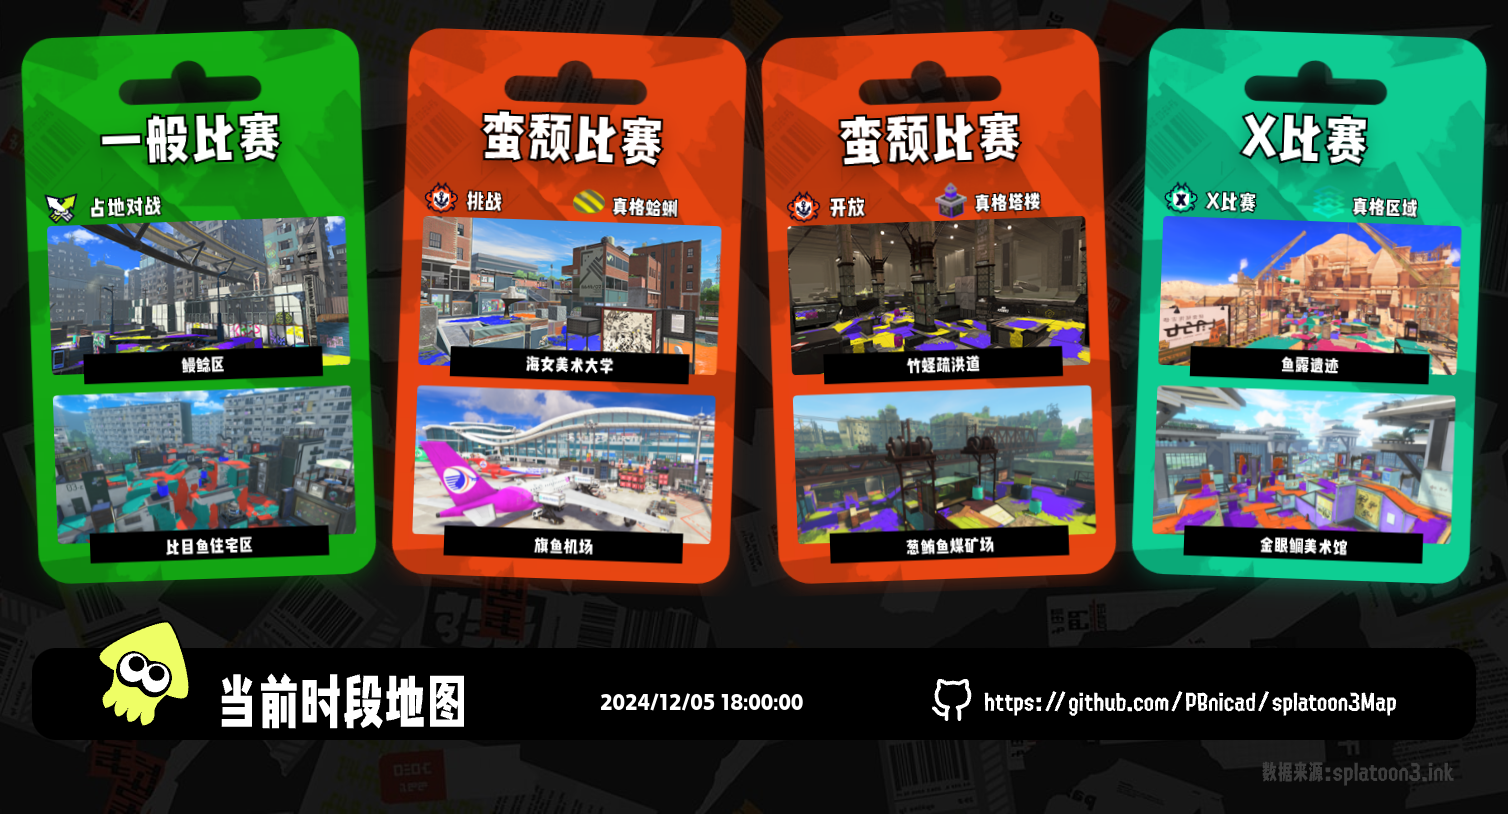 一般比赛
占地对战
鳗鲶区
比目鱼住宅区
蛮颓比赛
挑战
真格蛤蜊
海女美术大学
旗鱼机场
蛮颓比赛
开放
真格塔楼
竹蛏疏洪道
葱鲔鱼煤矿场
X比赛
X比赛
真格区域
鱼露遗迹
金眼鲷美术馆
当前时段地图
2024/12/05 18:00:00
https://github.com/PBnicad/splatoon3Map
数据来源:splatoon3.ink